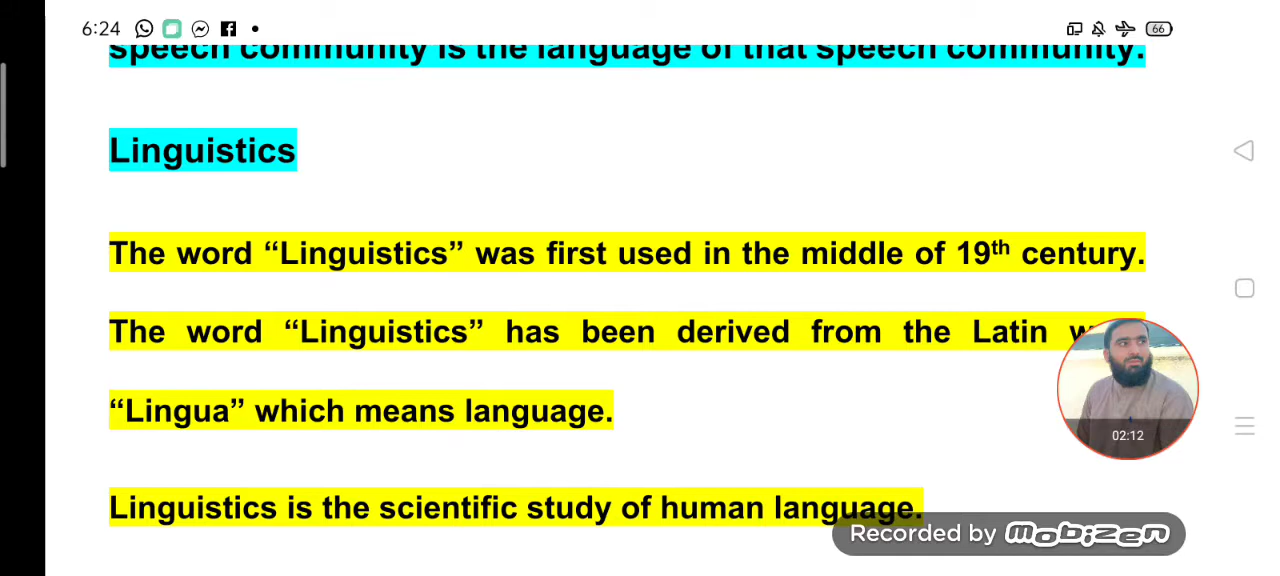 6:24
66
speech community is the language of that speech community.
Linguistics
The word “Linguistics” was first used in the middle of 19th century.
The word “Linguistics” has been derived from the Latin
“Lingua” which means language.
02:12
Linguistics is the scientific study of human language.
Recorded by mobizen